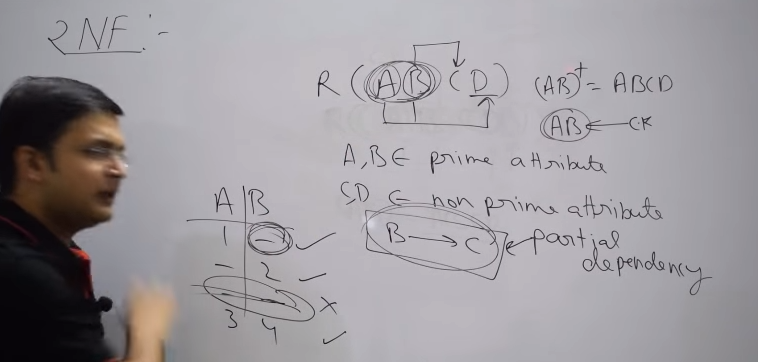 2NF :-
R (A B C D) (AB)⁺ = ABCD
AB ← CK
A, B ∈ prime attribute
C, D ∈ non prime attribute
B → C ← partial dependency
A | B
1 | - ✓
- | 2 ✓
- | - ×
3 | 4 ✓